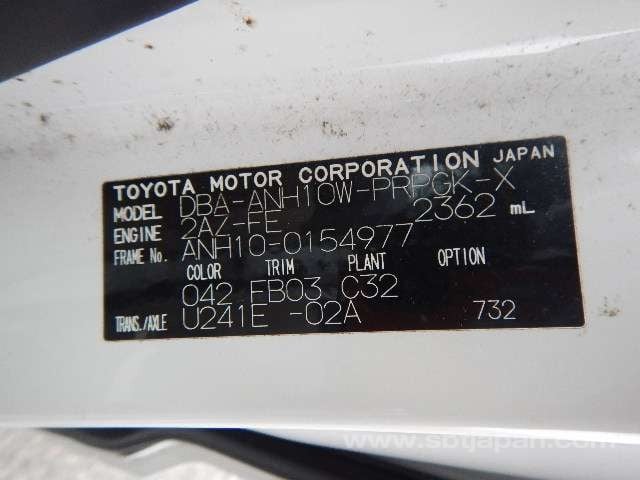 TOYOTA MOTOR CORPORATION JAPAN
MODEL DBA-ANH10W-PRPGK-X
ENGINE 2AZ-FE 2362 mL
FRAME No. ANH10-0154977
COLOR TRIM PLANT OPTION
042 FB03 C32
TRANS./AXLE U241E -02A 732
www.sbtjapan.com